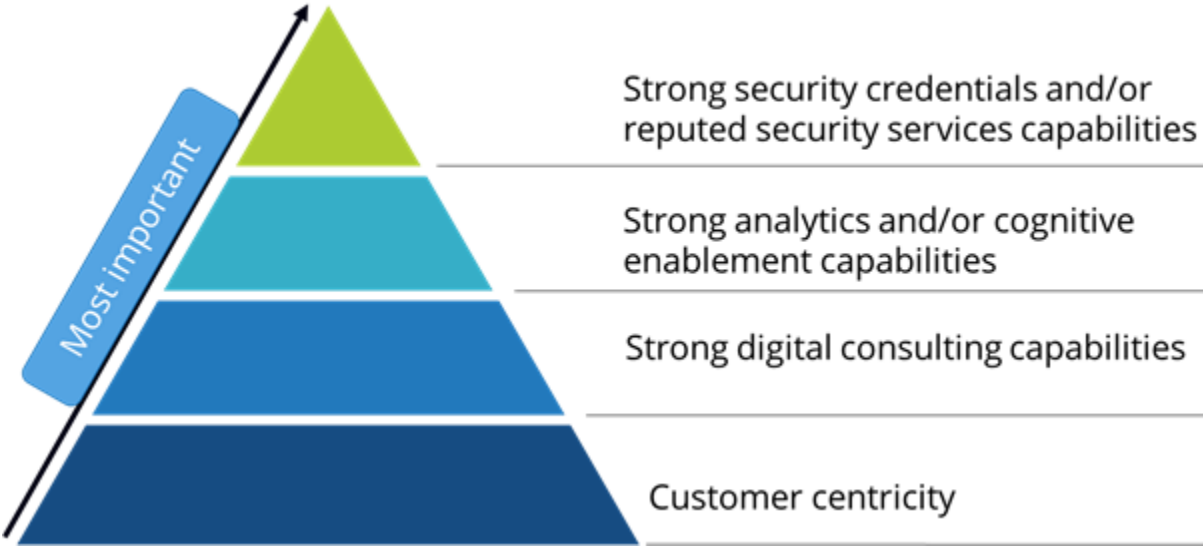 Most important
Strong security credentials and/or
reputed security services capabilities
Strong analytics and/or cognitive
enablement capabilities
Strong digital consulting capabilities
Customer centricity